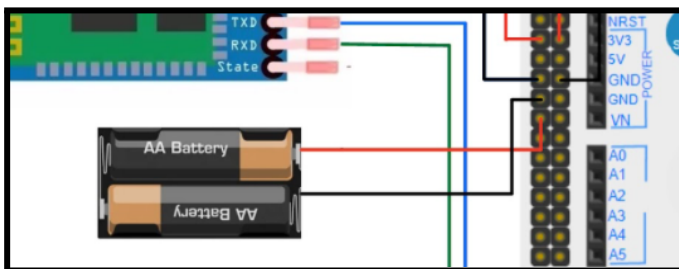 TXD
RXD
State
NRST
3V3
5V
GND
GND
VN
POWER
S
AA Battery
AA Battery
A0
A1
A2
A3
A4
A5